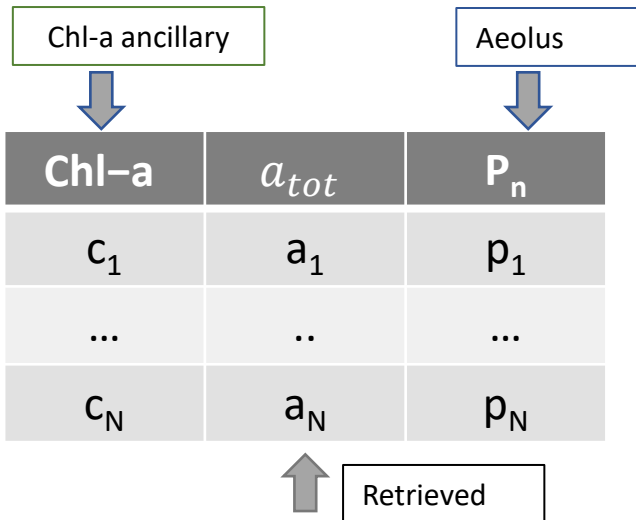 Chl-a ancillary Aeolus
Chl−a a_tot P_n
c_1 a_1 p_1
... .. ...
c_N a_N p_N
Retrieved